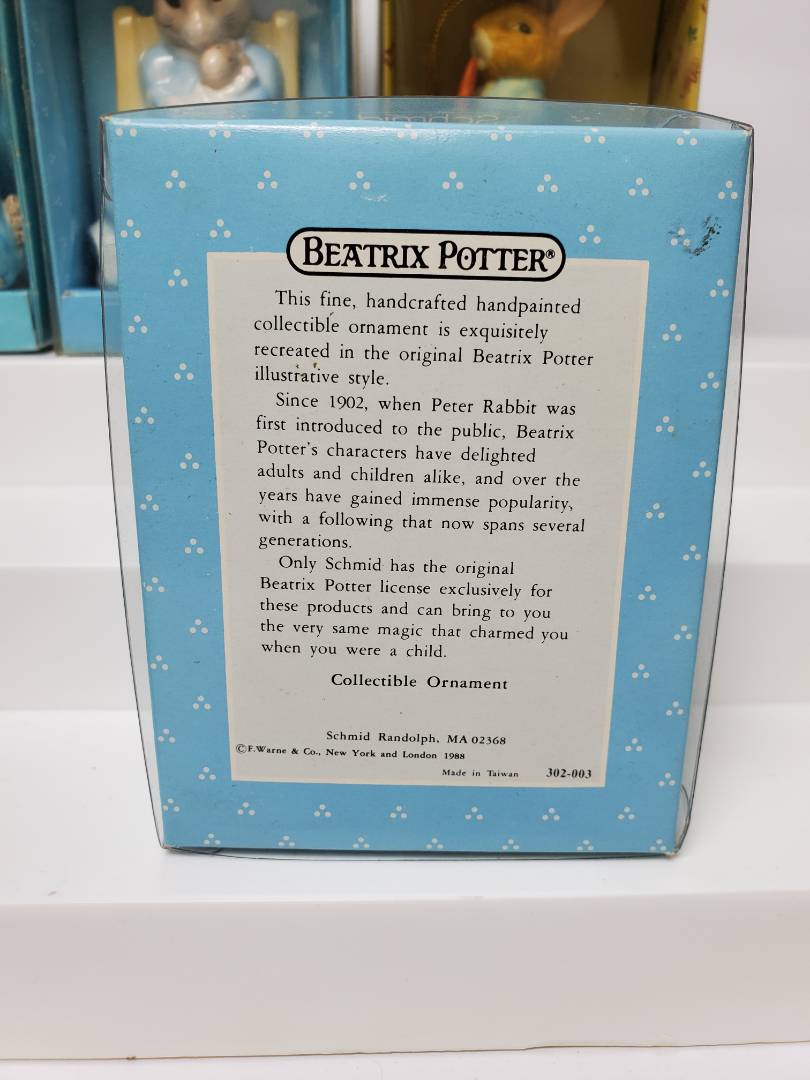 Schmid
BEATRIX POTTER®
This fine, handcrafted handpainted
collectible ornament is exquisitely
recreated in the original Beatrix Potter
illustrative style.
Since 1902, when Peter Rabbit was
first introduced to the public, Beatrix
Potter's characters have delighted
adults and children alike, and over the
years have gained immense popularity,
with a following that now spans several
generations.
Only Schmid has the original
Beatrix Potter license exclusively for
these products and can bring to you
the very same magic that charmed you
when you were a child.
Collectible Ornament
Schmid Randolph, MA 02368
©F.Warne & Co., New York and London 1988
Made in Taiwan 302-003